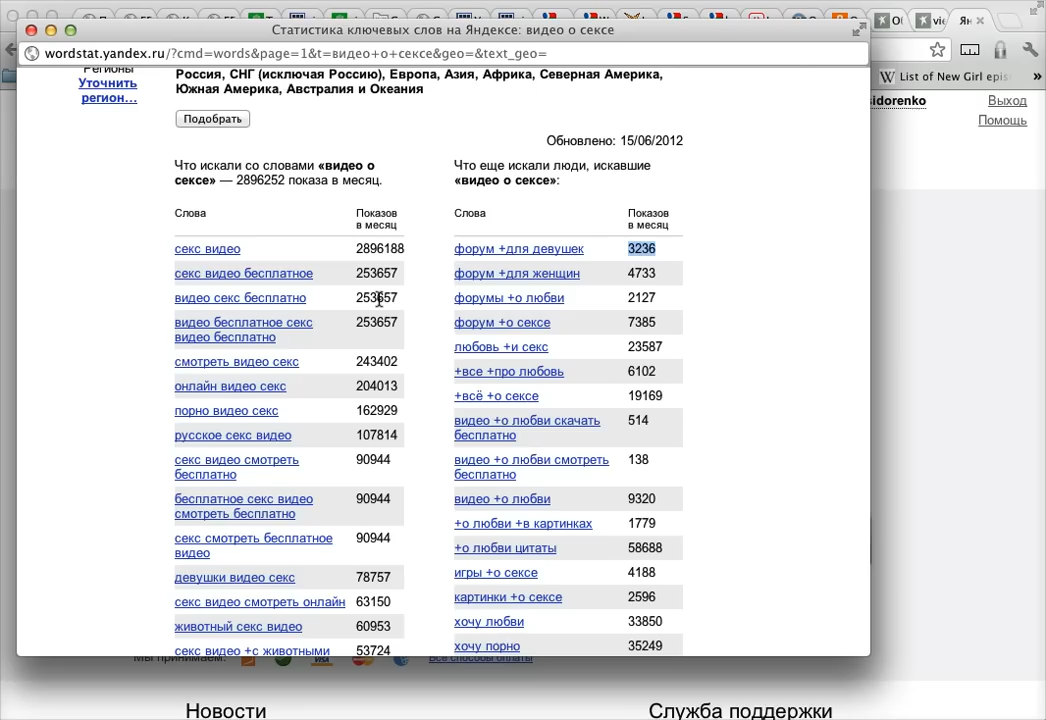 Статистика ключевых слов на Яндексе: видео о сексе
wordstat.yandex.ru/?cmd=words&page=1&t=видео+о+сексе&geo=&text_geo=
List of New Girl epis
»
sidorenko
Выход
Помощь
Регионы
Уточнить
регион…
Россия, СНГ (исключая Россию), Европа, Азия, Африка, Северная Америка,
Южная Америка, Австралия и Океания
Подобрать
Обновлено: 15/06/2012
Что искали со словами «видео о
сексе» — 2896252 показа в месяц.
Слова Показов
в месяц
секс видео 2896188
секс видео бесплатное 253657
видео секс бесплатно 253657
видео бесплатное секс 253657
видео бесплатно
смотреть видео секс 243402
онлайн видео секс 204013
порно видео секс 162929
русское секс видео 107814
секс видео смотреть 90944
бесплатно
бесплатное секс видео 90944
смотреть бесплатно
секс смотреть бесплатное 90944
видео
девушки видео секс 78757
секс видео смотреть онлайн 63150
животный секс видео 60953
секс видео +с животными 53724
Что еще искали люди, искавшие
«видео о сексе»:
Слова Показов
в месяц
форум +для девушек 3236
форум +для женщин 4733
форумы +о любви 2127
форум +о сексе 7385
любовь +и секс 23587
+все +про любовь 6102
+всё +о сексе 19169
видео +о любви скачать 514
бесплатно
видео +о любви смотреть 138
бесплатно
видео +о любви 9320
+о любви +в картинках 1779
+о любви цитаты 58688
игры +о сексе 4188
картинки +о сексе 2596
хочу любви 33850
хочу порно 35249
Мы принимаем:
Все способы оплаты
Новости
Служба поддержки